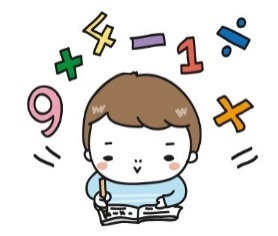 9 + 4 − 1 ÷ ×